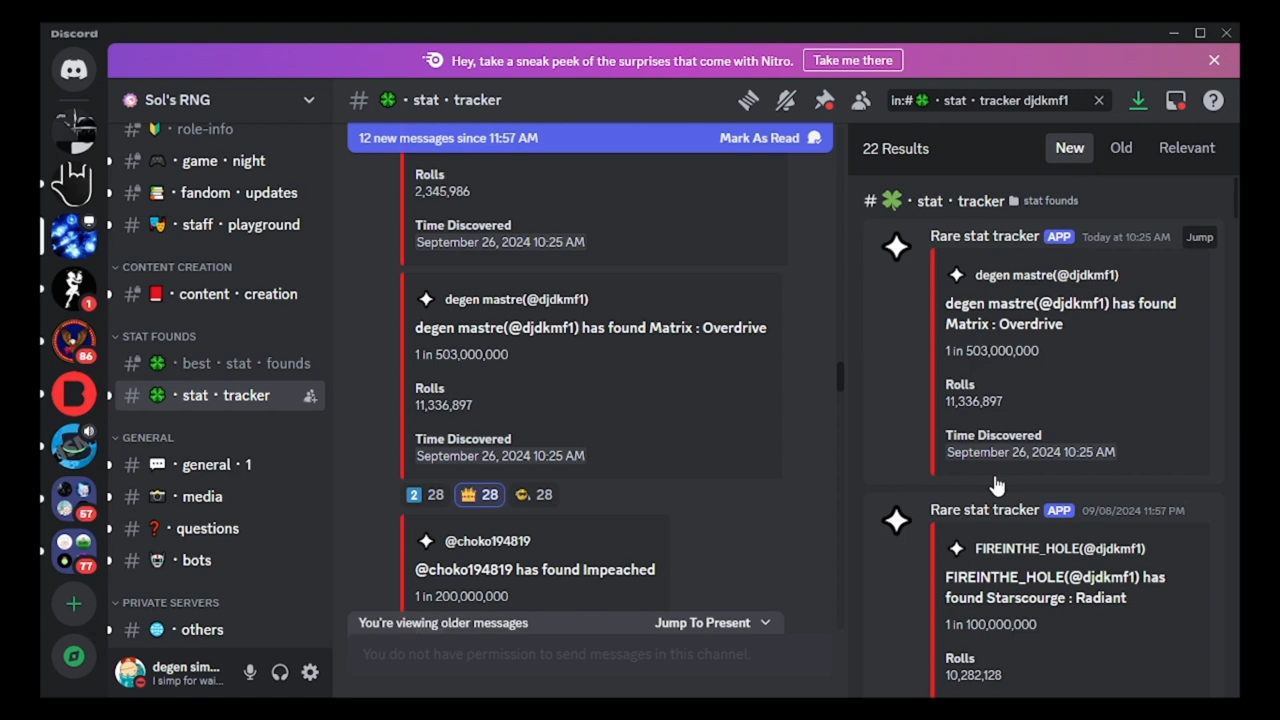 Discord
Hey, take a sneak peek of the surprises that come with Nitro.
Take me there
Sol's RNG
role-info
game · night
fandom · updates
staff · playground
CONTENT CREATION
content · creation
STAT FOUNDS
best · stat · founds
stat · tracker
GENERAL
general · 1
media
questions
bots
PRIVATE SERVERS
others
degen sim...
I simp for wai...
1
86
57
77
# · stat · tracker
in:# · stat · tracker djdkmf1
12 new messages since 11:57 AM
Mark As Read
Rolls
2,345,986
Time Discovered
September 26, 2024 10:25 AM
degen mastre(@djdkmf1)
degen mastre(@djdkmf1) has found Matrix : Overdrive
1 in 503,000,000
Rolls
11,336,897
Time Discovered
September 26, 2024 10:25 AM
2 28
28
28
@choko194819
@choko194819 has found Impeached
1 in 200,000,000
You're viewing older messages
Jump To Present
You do not have permission to send messages in this channel.
22 Results
New
Old
Relevant
# · stat · tracker stat founds
Rare stat tracker APP Today at 10:25 AM
Jump
degen mastre(@djdkmf1)
degen mastre(@djdkmf1) has found
Matrix : Overdrive
1 in 503,000,000
Rolls
11,336,897
Time Discovered
September 26, 2024 10:25 AM
Rare stat tracker APP 09/08/2024 11:57 PM
FIREINTHE_HOLE(@djdkmf1)
FIREINTHE_HOLE(@djdkmf1) has
found Starscourge : Radiant
1 in 100,000,000
Rolls
10,282,128